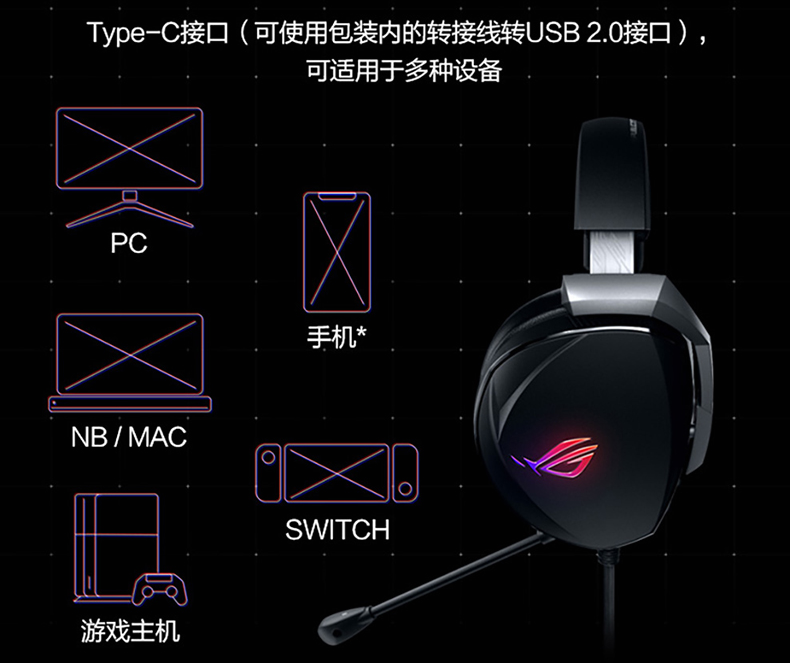 Type-C接口（可使用包装内的转接线转USB 2.0接口），
可适用于多种设备
PC
手机*
NB / MAC
SWITCH
游戏主机